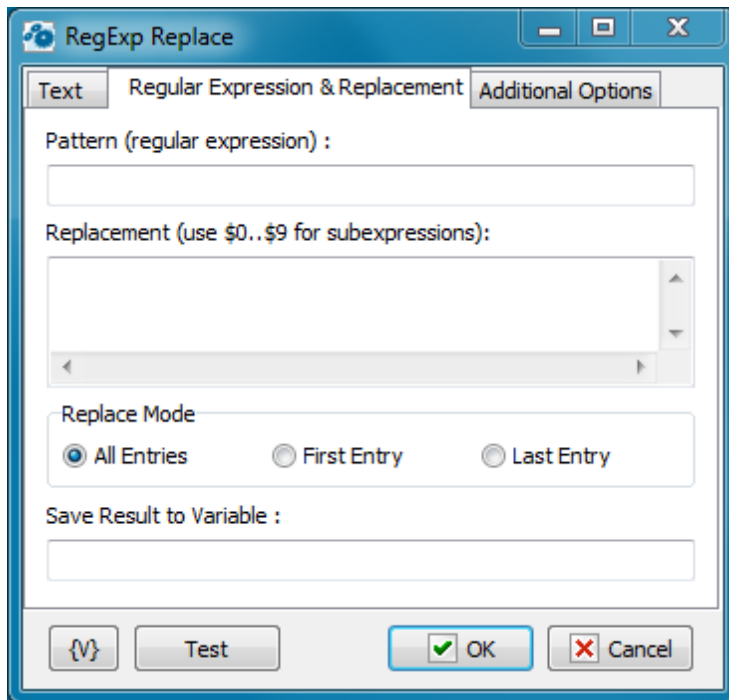 RegExp Replace
Text Regular Expression & Replacement Additional Options
Pattern (regular expression) :
Replacement (use $0..$9 for subexpressions):
Replace Mode
All Entries First Entry Last Entry
Save Result to Variable :
{V} Test OK Cancel